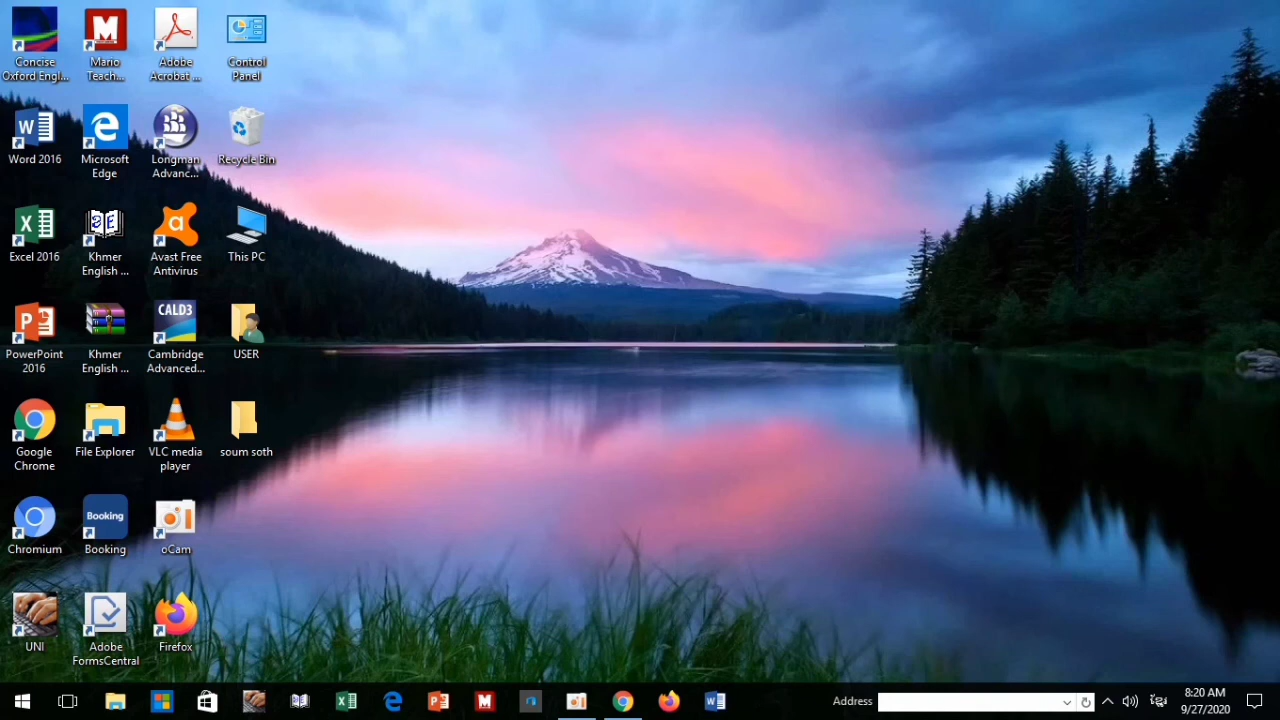 Concise
Oxford Engl...
Mario
Teach...
Adobe
Acrobat ...
Control
Panel
Word 2016
Microsoft
Edge
Longman
Advanc...
Recycle Bin
Excel 2016
Khmer
English ...
Avast Free
Antivirus
This PC
PowerPoint
2016
Khmer
English ...
CALD3
Cambridge
Advanced...
USER
Google
Chrome
File Explorer
VLC media
player
soum soth
Chromium
Booking
Booking
oCam
UNI
Adobe
FormsCentral
Firefox
Address
8:20 AM
9/27/2020